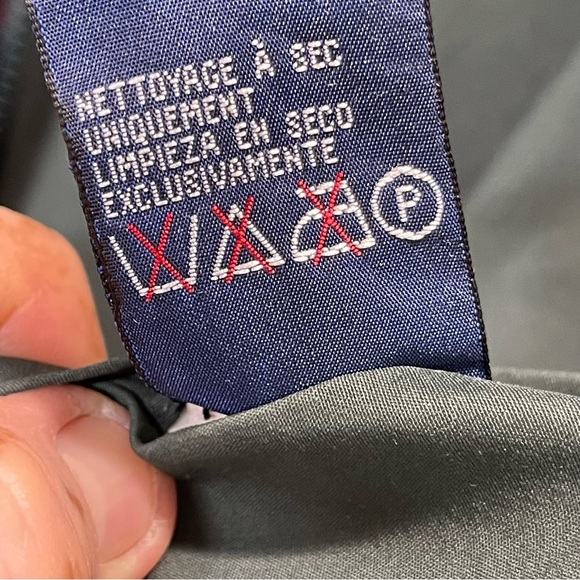 NETTOYAGE À SEC
UNIQUEMENT
LIMPIEZA EN SECO
EXCLUSIVAMENTE
P